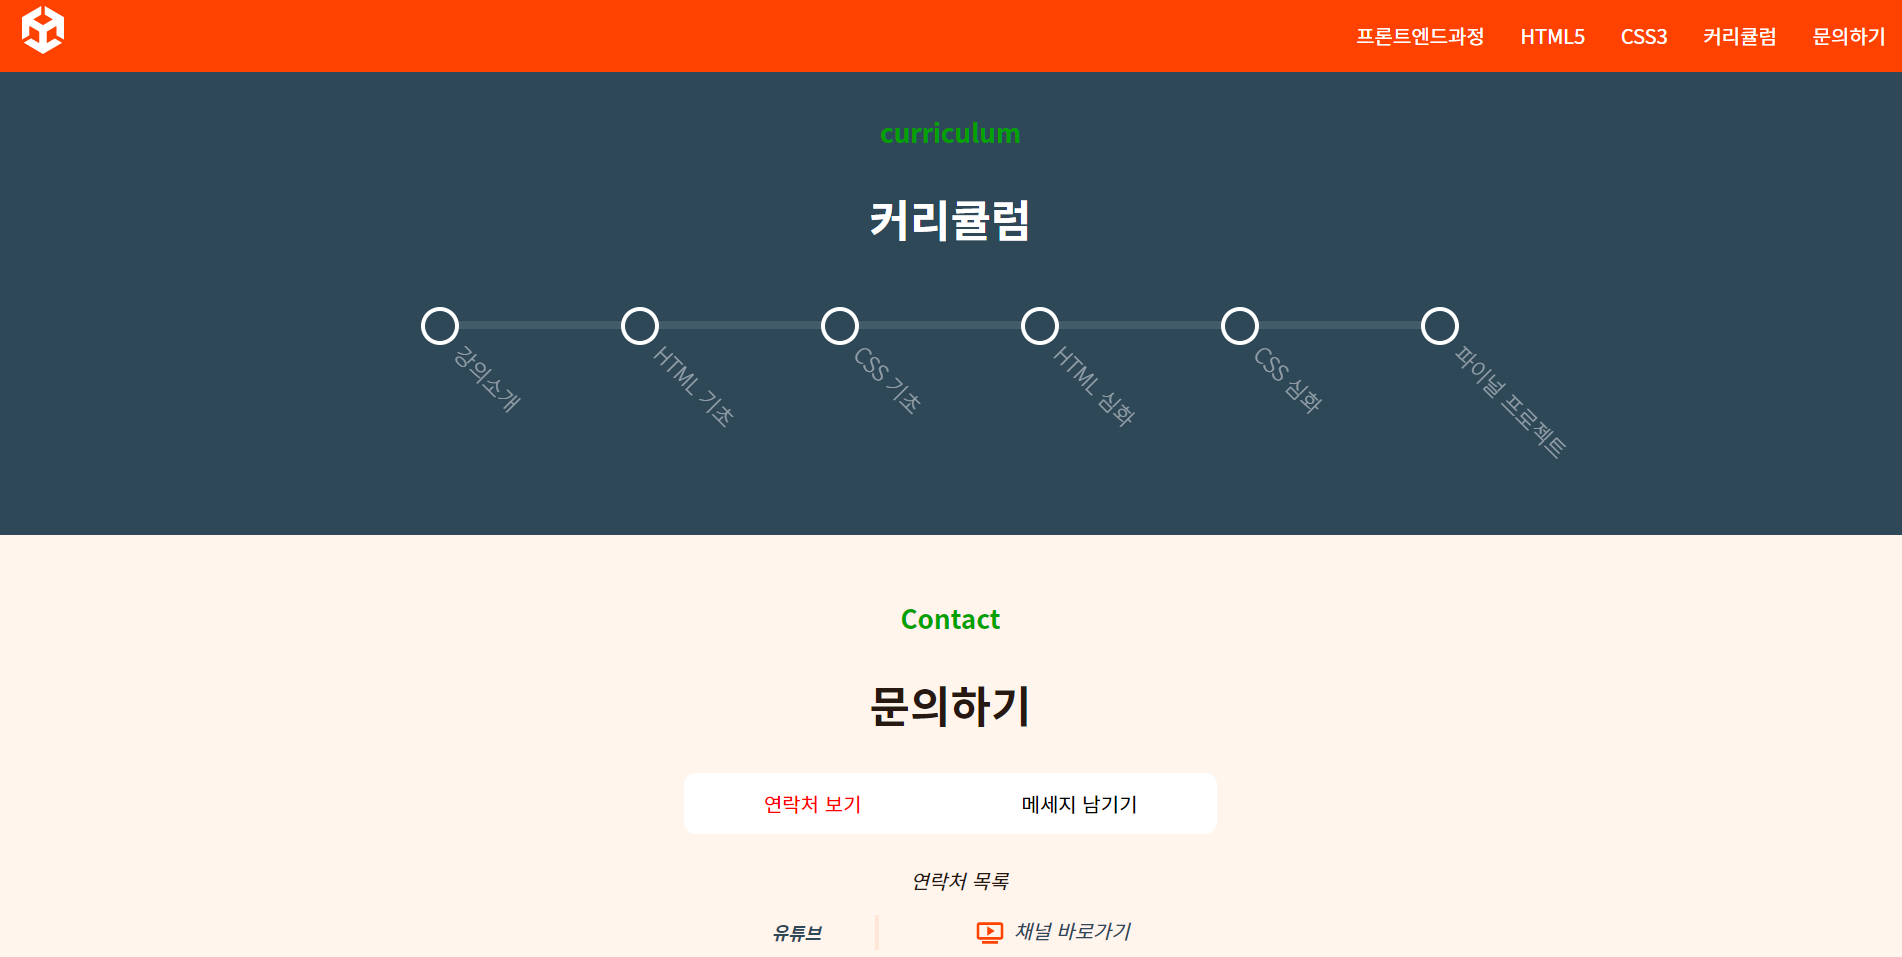 프론트엔드과정 HTML5 CSS3 커리큘럼 문의하기
curriculum
커리큘럼
강의소개 HTML 기초 CSS 기초 HTML 심화 CSS 심화 파이널 프로젝트
Contact
문의하기
연락처 보기 메세지 남기기
연락처 목록
유튜브 채널 바로가기